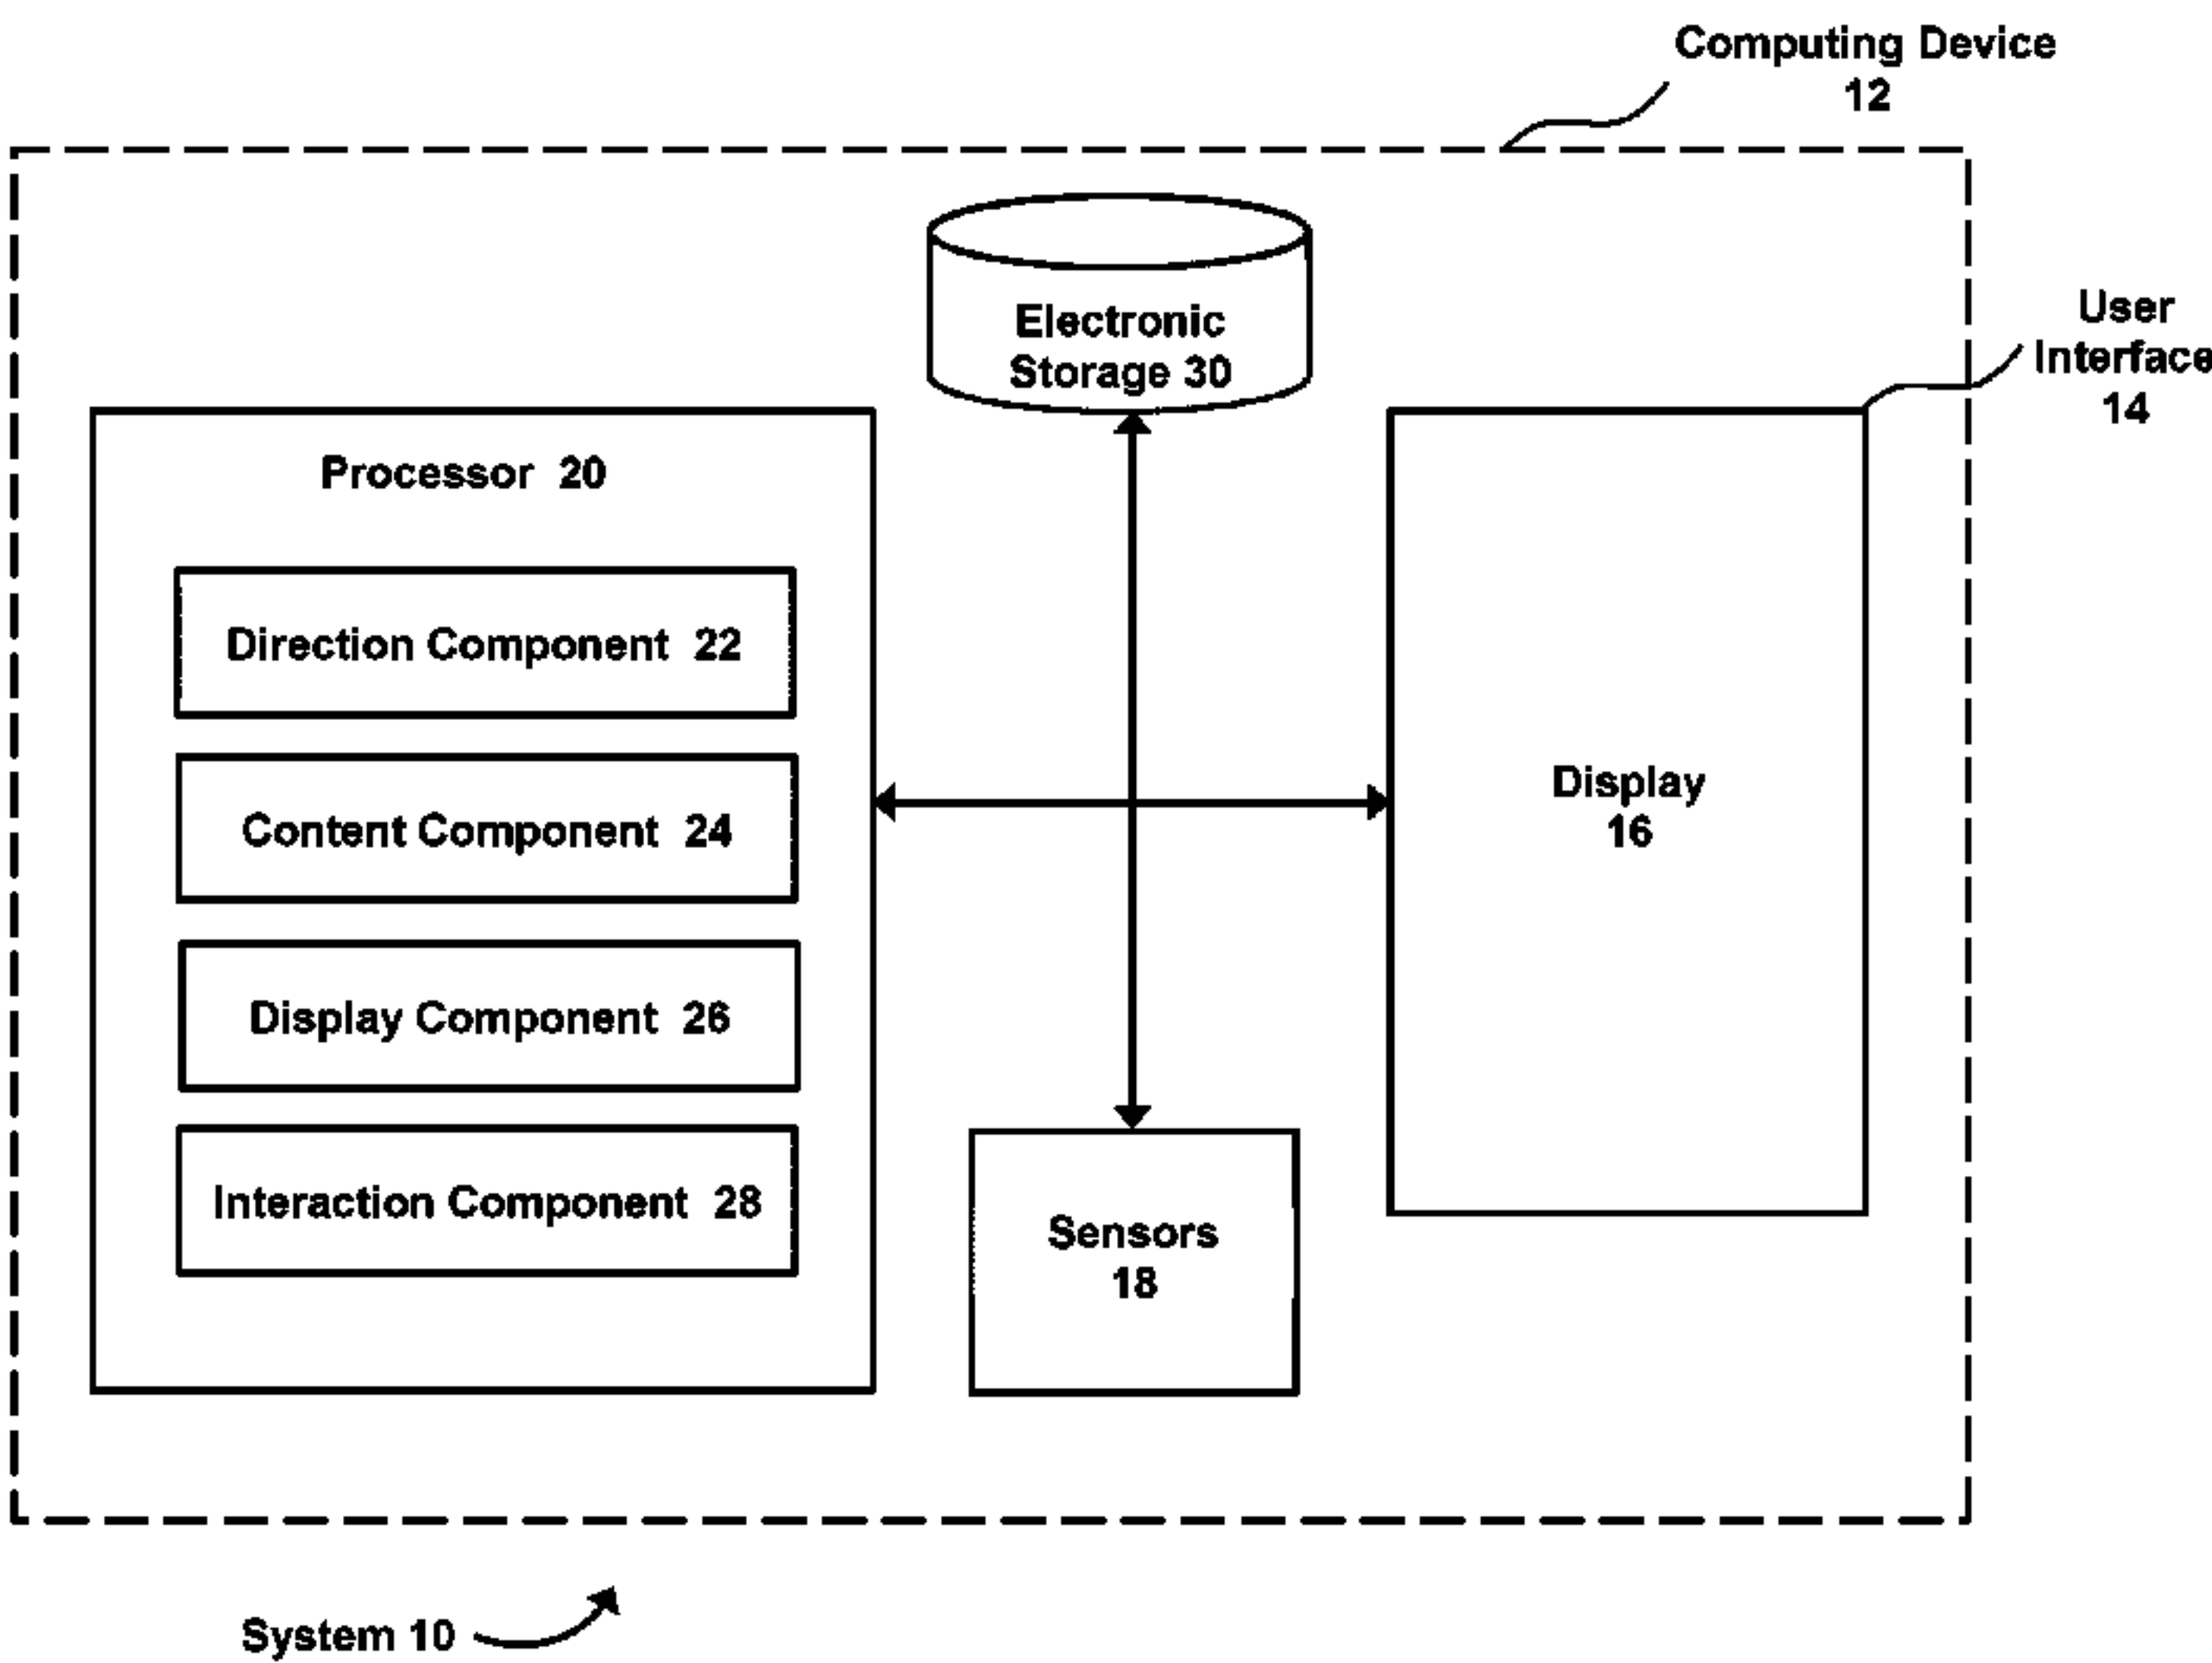 Computing Device
12
Electronic
Storage 30
User
Interface
14
Processor 20
Direction Component 22
Content Component 24
Display Component 26
Interaction Component 28
Display
16
Sensors
18
System 10